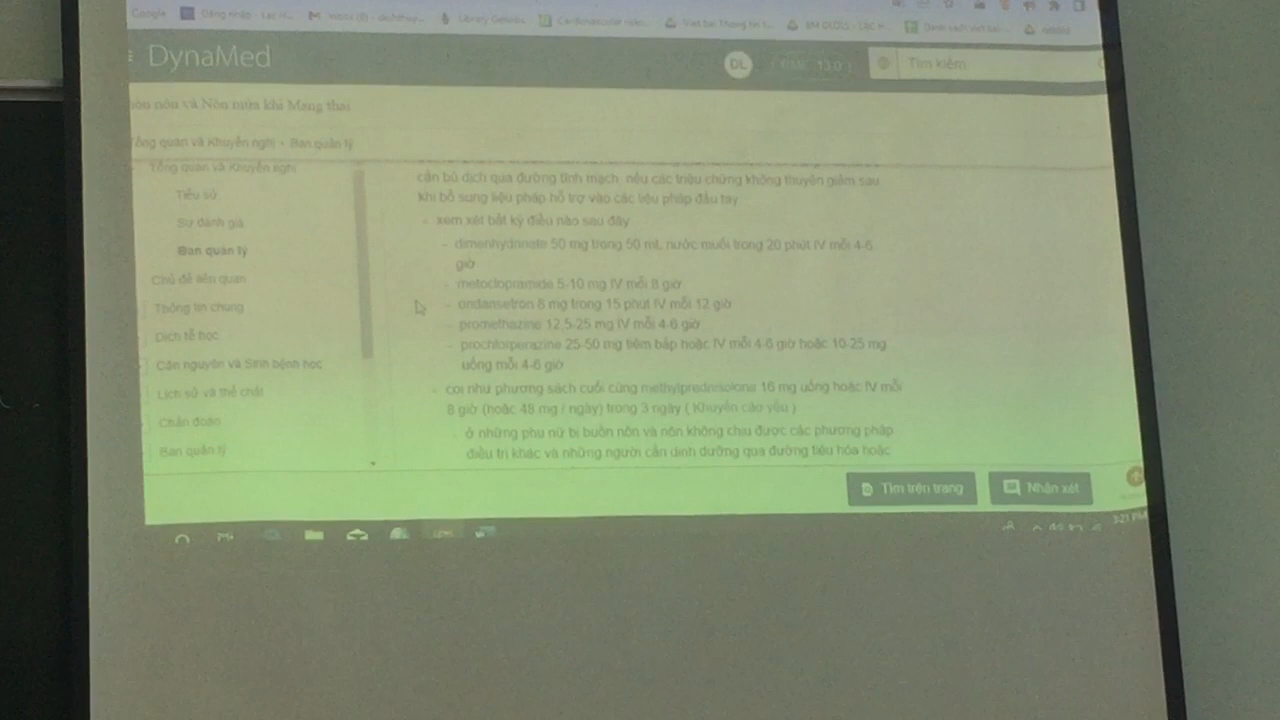 Google Đăng nhập Library Genesis
DynaMed
DL
Tìm kiếm
nôn và Nôn mửa khi Mang thai
Tổng quan và Khuyến nghị Ban quản lý
Tổng quan và Khuyến nghị
Tiểu sử
Sự đánh giá
Ban quản lý
Chủ đề liên quan
Thông tin chung
Dịch tễ học
Căn nguyên và Sinh bệnh học
Lịch sử và thể chất
Chẩn đoán
Ban quản lý
cần bù dịch qua đường tĩnh mạch nếu các triệu chứng không thuyên giảm sau
khi bổ sung liệu pháp hỗ trợ vào các liệu pháp đầu tay
- xem xét bất kỳ điều nào sau đây
- dimenhydrinate 50 mg trong 50 mL nước muối trong 20 phút IV mỗi 4-6
giờ
- metoclopramide 5-10 mg IV mỗi 8 giờ
- ondansetron 8 mg trong 15 phút IV mỗi 12 giờ
- promethazine 12,5-25 mg IV mỗi 4-6 giờ
- prochlorperazine 25-50 mg tiêm bắp hoặc IV mỗi 4-6 giờ hoặc 10-25 mg
uống mỗi 4-6 giờ
- coi như phương sách cuối cùng methylprednisolone 16 mg uống hoặc IV mỗi
8 giờ (hoặc 48 mg / ngày) trong 3 ngày ( Khuyến cáo yếu )
ở những phụ nữ bị buồn nôn và nôn không chịu được các phương pháp
điều trị khác và những người cần dinh dưỡng qua đường tiêu hóa hoặc
Tìm trên trang
Nhận xét
3:21 PM